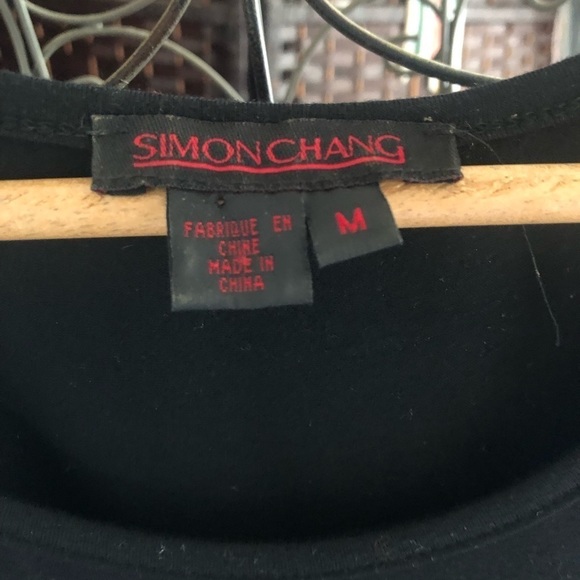 SIMON CHANG
FABRIQUE EN
CHINE
MADE IN
CHINA
M